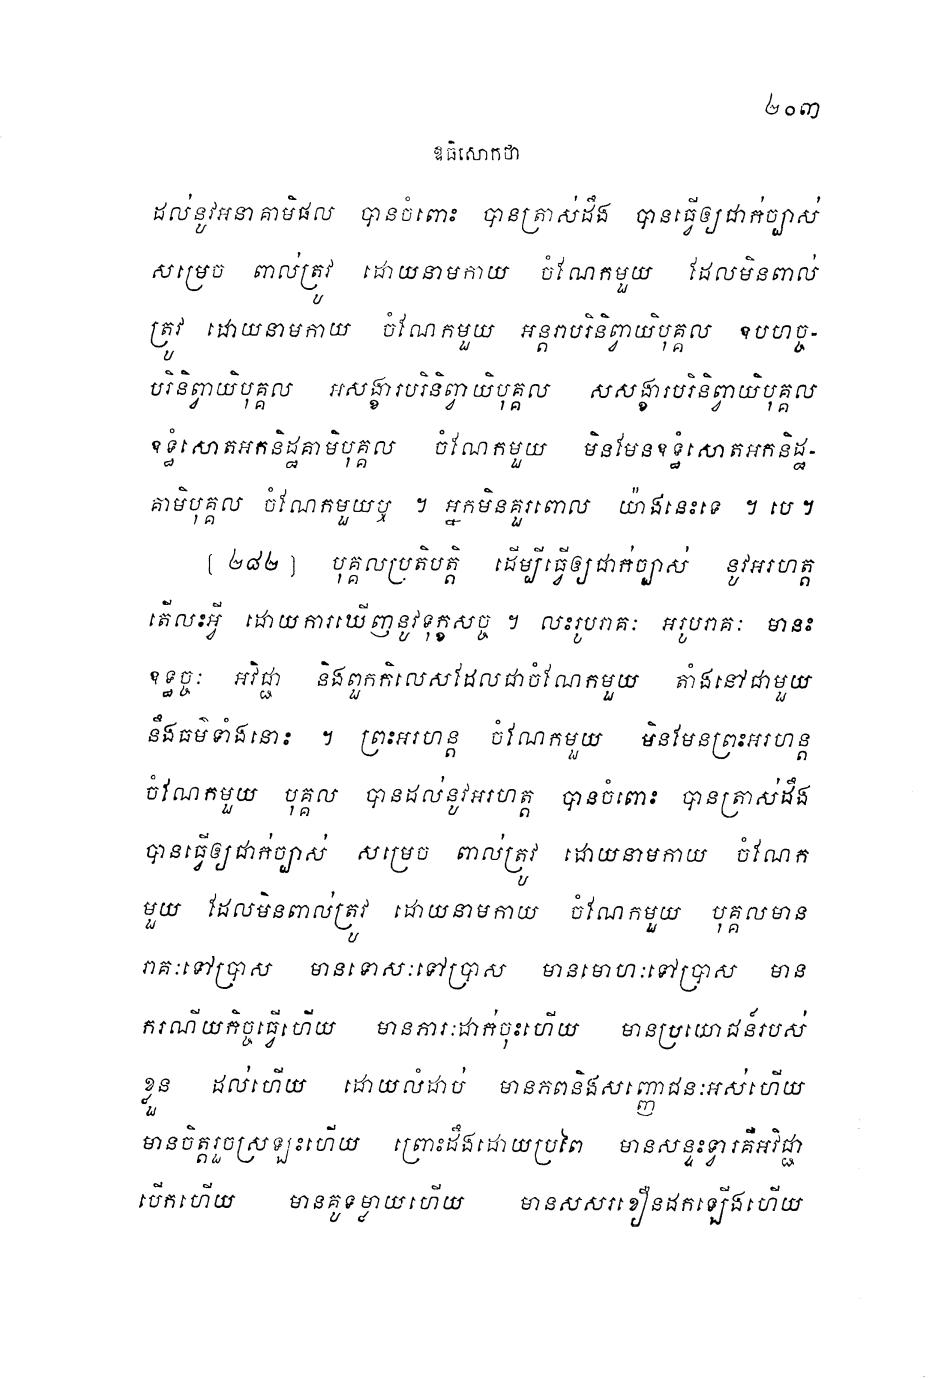 ២០៣
ឱធិសោកថា
ដល់នូវអនាគាមិផល បានចំពោះ បានត្រាស់ដឹង បានធ្វើឲ្យជាក់ច្បាស់
សម្រេច ពាល់ត្រូវ ដោយនាមកាយ ចំណែកមួយ ដែលមិនពាល់
ត្រូវ ដោយនាមកាយ ចំណែកមួយ អន្តរាបរិនិព្វាយិបុគ្គល ឧបហច្ច-
បរិនិព្វាយិបុគ្គល អសង្ខារបរិនិព្វាយិបុគ្គល សសង្ខារបរិនិព្វាយិបុគ្គល
ឧទ្ធំសោតអកនិដ្ឋគាមិបុគ្គល ចំណែកមួយ មិនមែនឧទ្ធំសោតអកនិដ្ឋ-
គាមិបុគ្គល ចំណែកមួយឬ ។ អ្នកមិនគួរពោល យ៉ាងនេះទេ ។ បេ ។
[ ២៨២ ] បុគ្គលប្រតិបត្តិ ដើម្បីធ្វើឲ្យជាក់ច្បាស់ នូវអរហត្ត
តើលះអ្វី ដោយការឃើញនូវទុក្ខសច្ច ។ លះរូបរាគៈ អរូបរាគៈ មានះ
ឧទ្ធច្ចៈ អវិជ្ជា និងពួកកិលេសដែលជាចំណែកមួយ តាំងនៅជាមួយ
នឹងធម៌ទាំងនោះ ។ ព្រះអរហន្ត ចំណែកមួយ មិនមែនព្រះអរហន្ត
ចំណែកមួយ បុគ្គល បានដល់នូវអរហត្ត បានចំពោះ បានត្រាស់ដឹង
បានធ្វើឲ្យជាក់ច្បាស់ សម្រេច ពាល់ត្រូវ ដោយនាមកាយ ចំណែក
មួយ ដែលមិនពាល់ត្រូវ ដោយនាមកាយ ចំណែកមួយ បុគ្គលមាន
រាគៈទៅប្រាស មានទោសៈទៅប្រាស មានមោហៈទៅប្រាស មាន
ករណីយកិច្ចធ្វើហើយ មានភារៈដាក់ចុះហើយ មានប្រយោជន៍របស់
ខ្លួន ដល់ហើយ ដោយលំដាប់ មានភពនិងសញ្ញោជនៈអស់ហើយ
មានចិត្តរួចស្រឡះហើយ ព្រោះដឹងដោយប្រពៃ មានសន្ទះទ្វារគឺអវិជ្ជា
បើកហើយ មានគូទម្លាយហើយ មានសសរខឿនដកឡើងហើយ